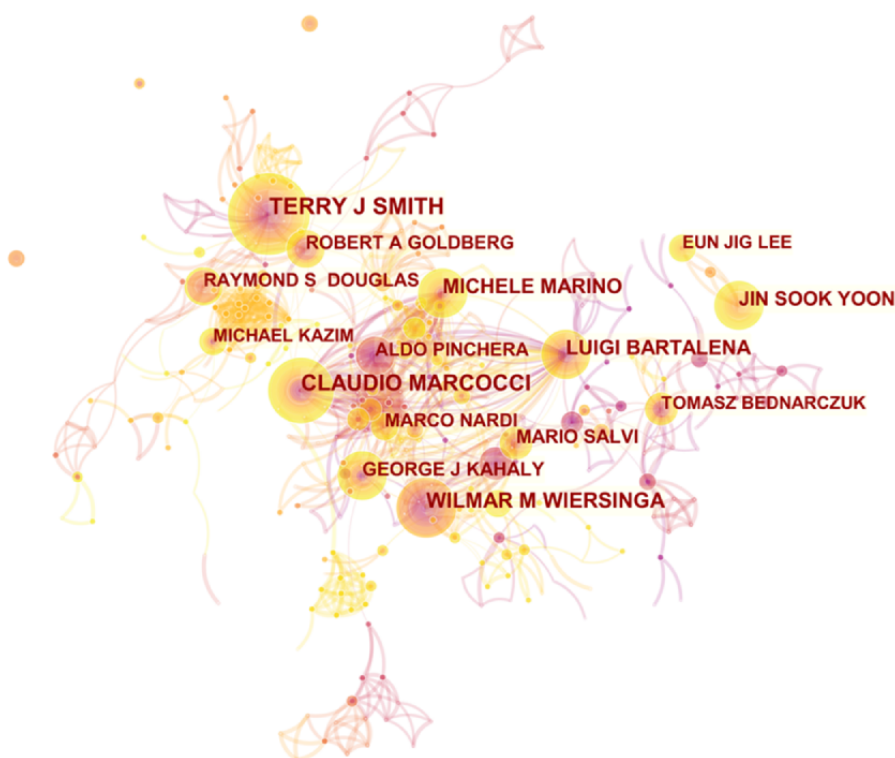 TERRY J SMITH
ROBERT A GOLDBERG
EUN JIG LEE
RAYMOND S  DOUGLAS
MICHELE MARINO
JIN SOOK YOON
MICHAEL KAZIM
ALDO PINCHERA
LUIGI BARTALENA
CLAUDIO MARCOCCI
TOMASZ BEDNARCZUK
MARCO NARDI
MARIO SALVI
GEORGE J KAHALY
WILMAR M WIERSINGA